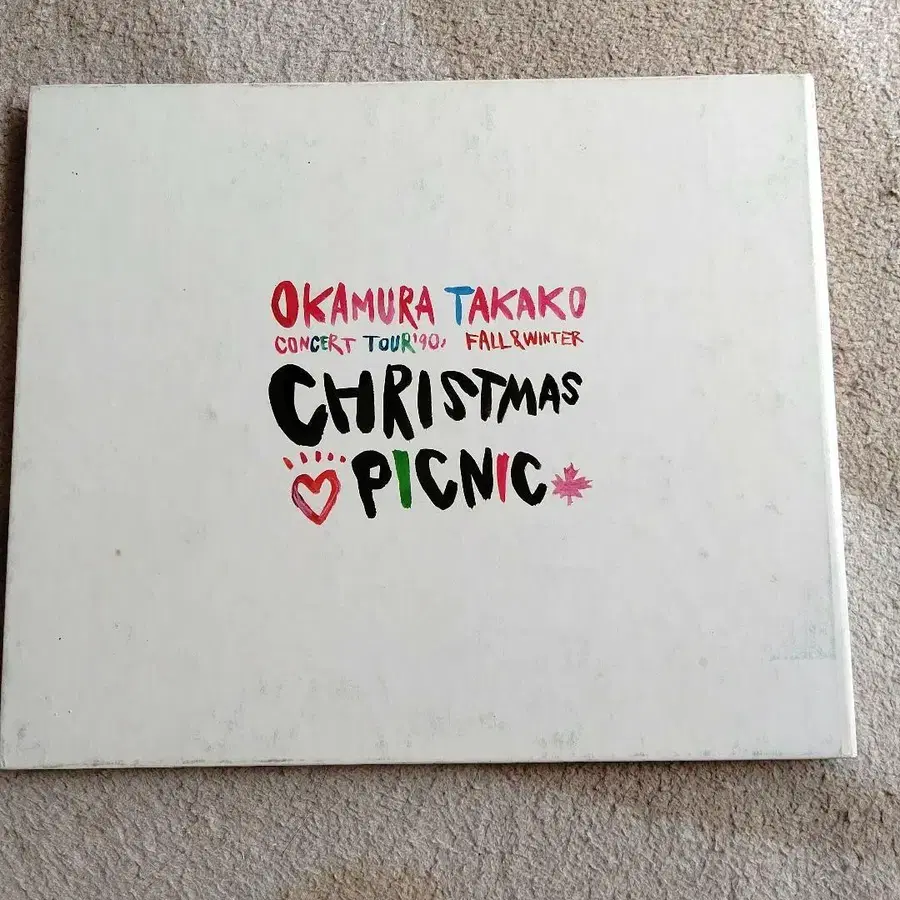 OKAMURA TAKAKO
CONCERT TOUR'90, FALL&WINTER
CHRISTMAS
PICNIC